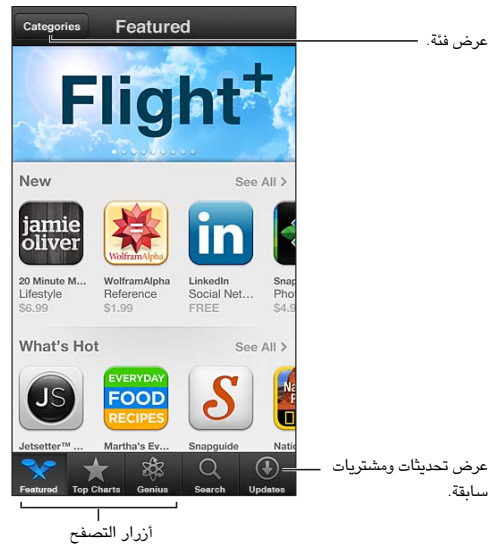 Categories
Featured
عرض فئة.
Flight+
New
See All >
jamie
oliver
WolframAlpha
in
20 Minute M...
WolframAlpha
LinkedIn
Snap
Lifestyle
Reference
Social Net...
Pho
$6.99
$1.99
FREE
$4.9
What's Hot
See All >
JS
EVERYDAY
FOOD
RECIPES
S
Jetsetter™ ...
Martha's Ev...
Snapguide
Natio
عرض تحديثات ومشتريات
سابقة.
Featured
Top Charts
Genius
Search
Updates
أزرار التصفح